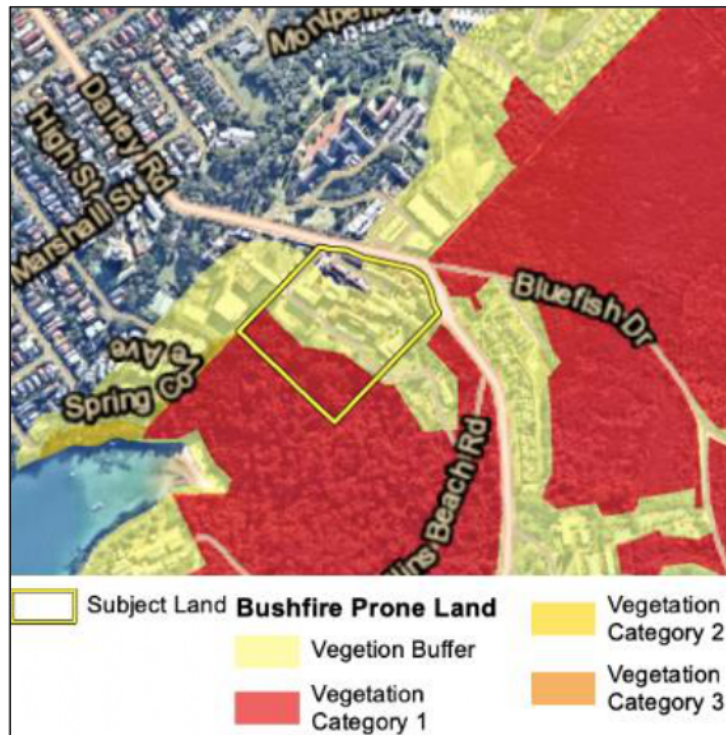 Darley Rd
High St
Marshall St
Bluefish Dr
Spring Cove Ave
llins Beach Rd
Subject Land
Bushfire Prone Land
Vegetion Buffer
Vegetation
Category 1
Vegetation
Category 2
Vegetation
Category 3